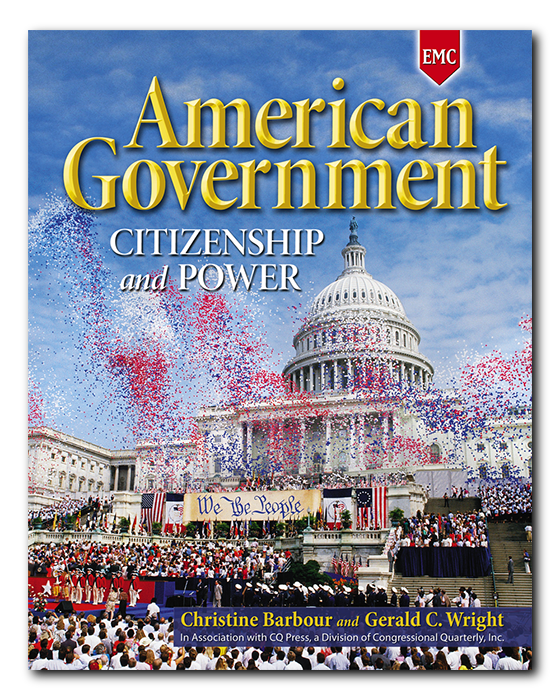 EMC
American
Government
CITIZENSHIP
and POWER
We The People
Christine Barbour and Gerald C. Wright
In Association with CQ Press, a Division of Congressional Quarterly, Inc.